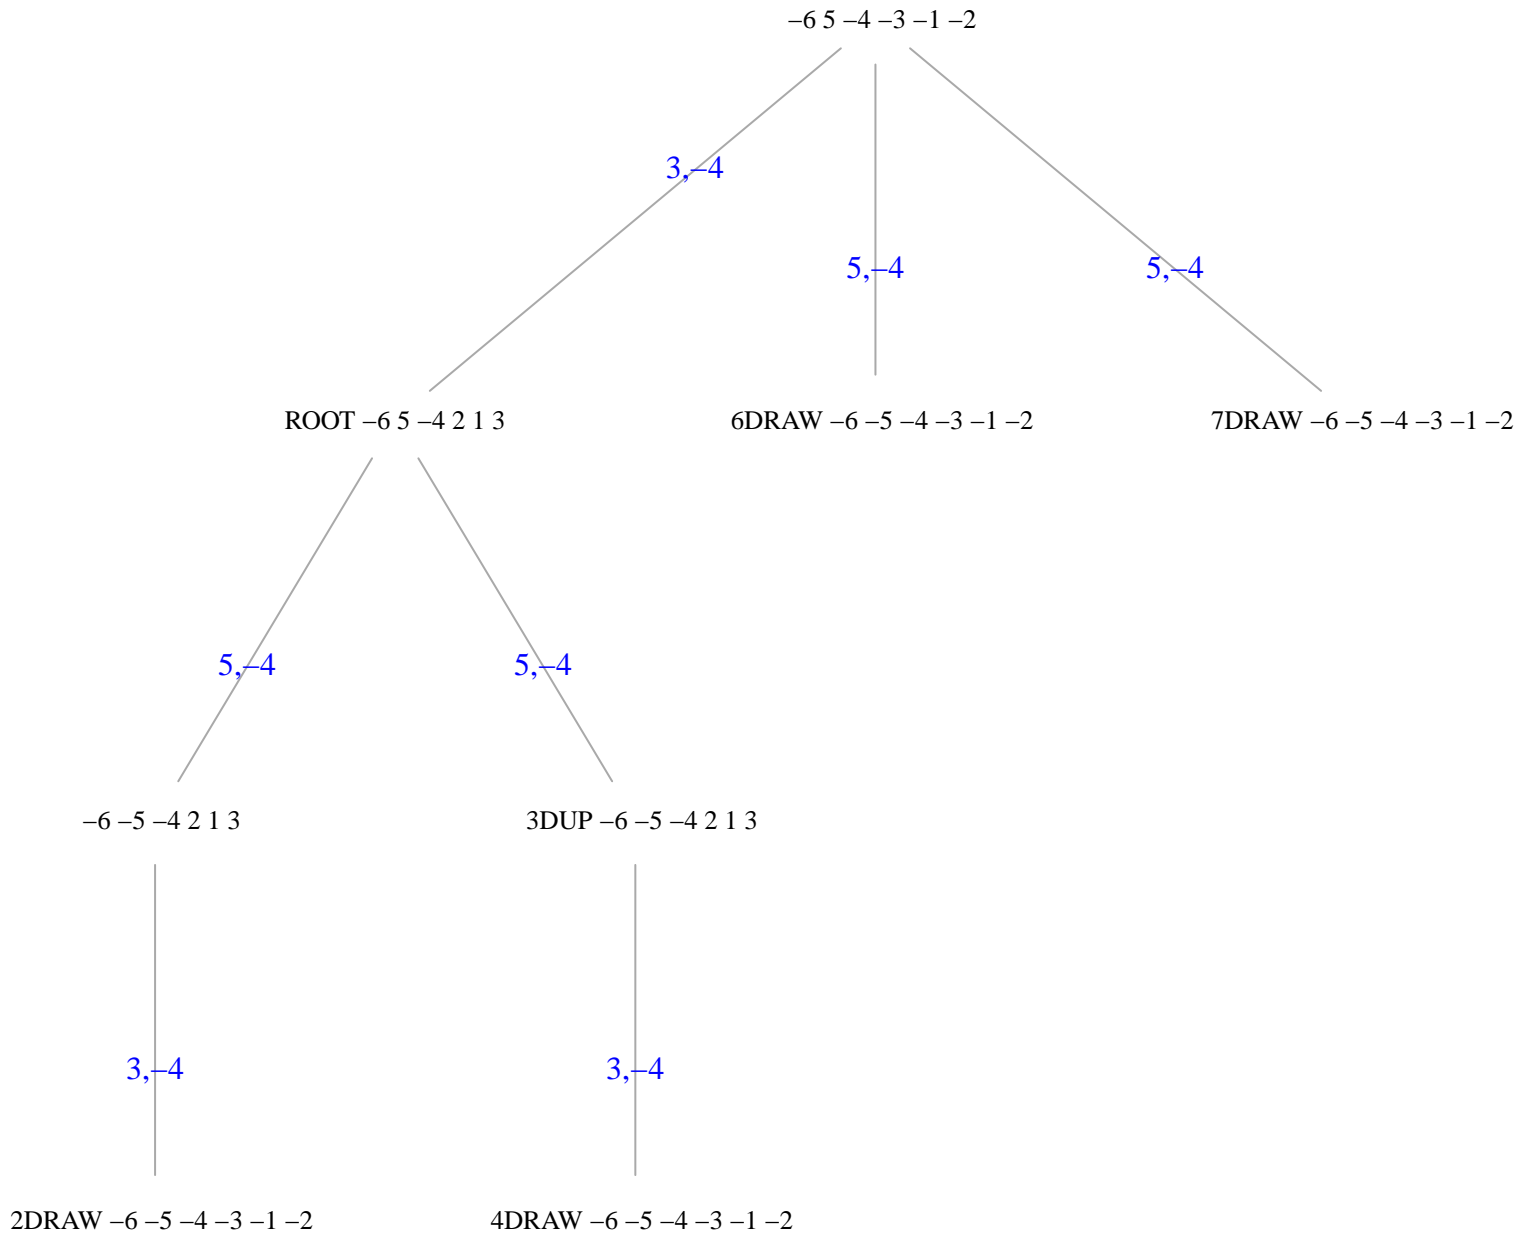 –6 5 –4 –3 –1 –2
3,–4
5,–4
5,–4
ROOT –6 5 –4 2 1 3
6DRAW –6 –5 –4 –3 –1 –2
7DRAW –6 –5 –4 –3 –1 –2
5,–4
5,–4
–6 –5 –4 2 1 3
3DUP –6 –5 –4 2 1 3
3,–4
3,–4
2DRAW –6 –5 –4 –3 –1 –2
4DRAW –6 –5 –4 –3 –1 –2